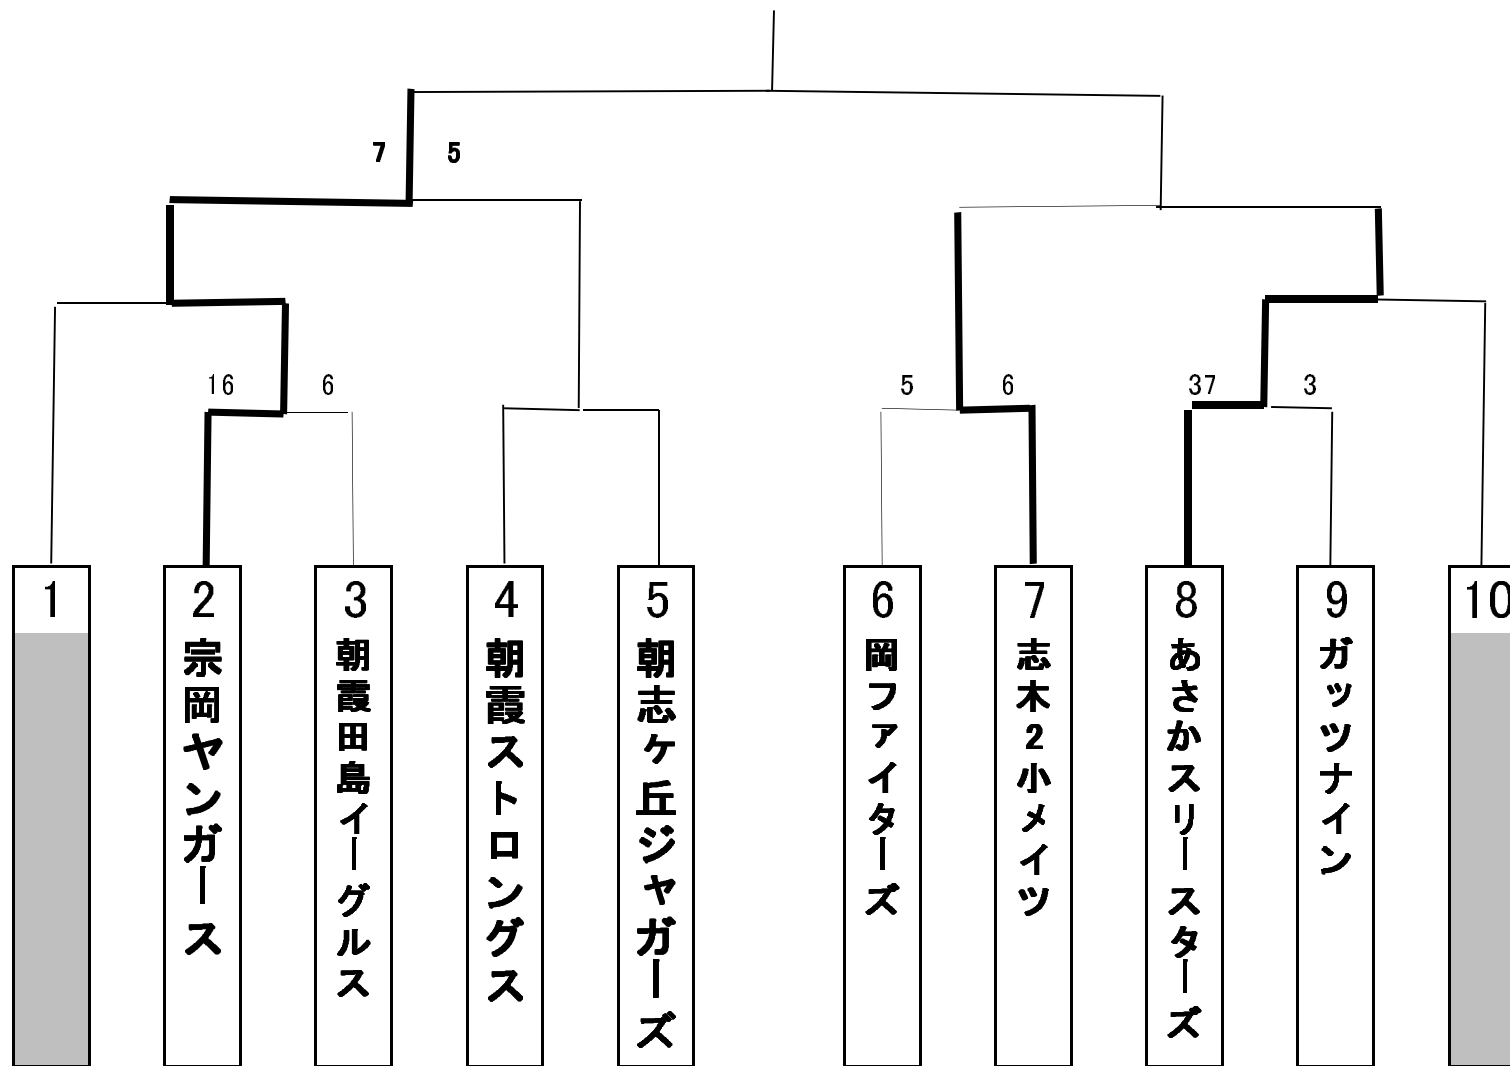 7 5
16 6 5 6 37 3
1
2
宗岡ヤンガース
3
朝霞田島イーグルス
4
朝霞ストロングス
5
朝志ケ丘ジャガーズ
6
岡ファイターズ
7
志木2小メイツ
8
あさかスリースターズ
9
ガッツナイン
10